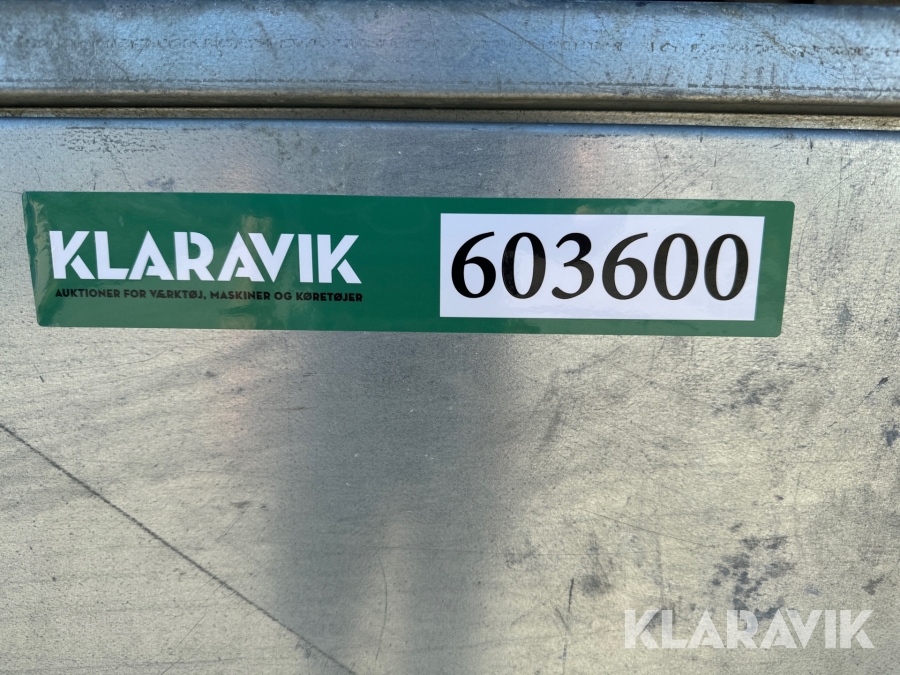 KLARAVIK
AUKTIONER FOR VÆRKTØJ, MASKINER OG KØRETØJER
603600
KLARAVIK